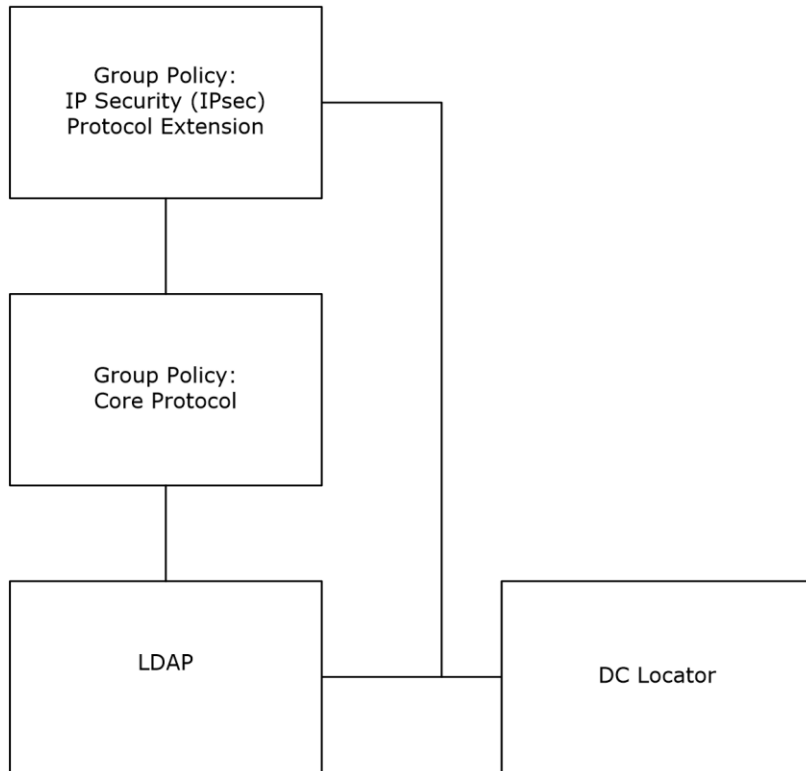 Group Policy:
IP Security (IPsec)
Protocol Extension
Group Policy:
Core Protocol
LDAP
DC Locator